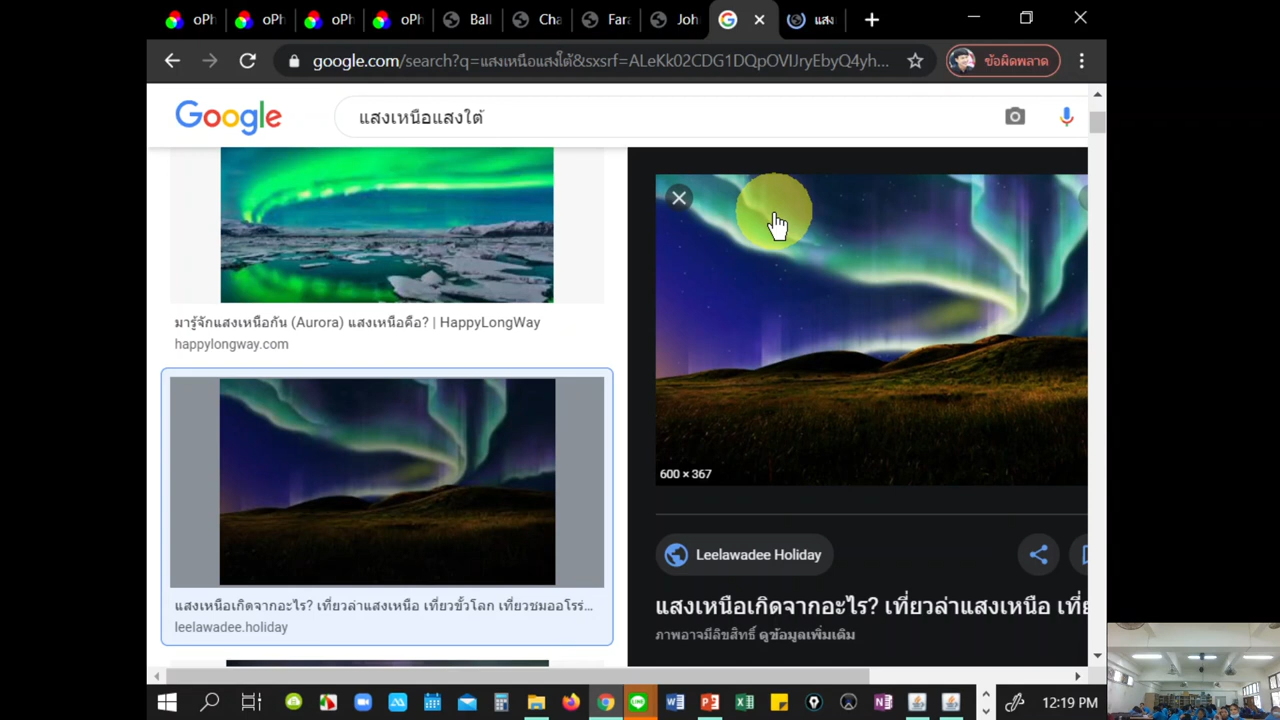 oPh
oPh
oPh
oPh
Ball
Cha
Fara
Joh
แสง
google.com/search?q=แสงเหนือแสงใต้&sxsrf=ALeKk02CDG1DQpOVIJryEbyQ4yh...
ข้อผิดพลาด
Google
แสงเหนือแสงใต้
มารู้จักแสงเหนือกัน (Aurora) แสงเหนือคือ? | HappyLongWay
happylongway.com
แสงเหนือเกิดจากอะไร? เที่ยวล่าแสงเหนือ เที่ยวขั้วโลก เที่ยวชมออโรร่...
leelawadee.holiday
600 × 367
Leelawadee Holiday
แสงเหนือเกิดจากอะไร? เที่ยวล่าแสงเหนือ เที่ย
ภาพอาจมีลิขสิทธิ์ ดูข้อมูลเพิ่มเติม
12:19 PM